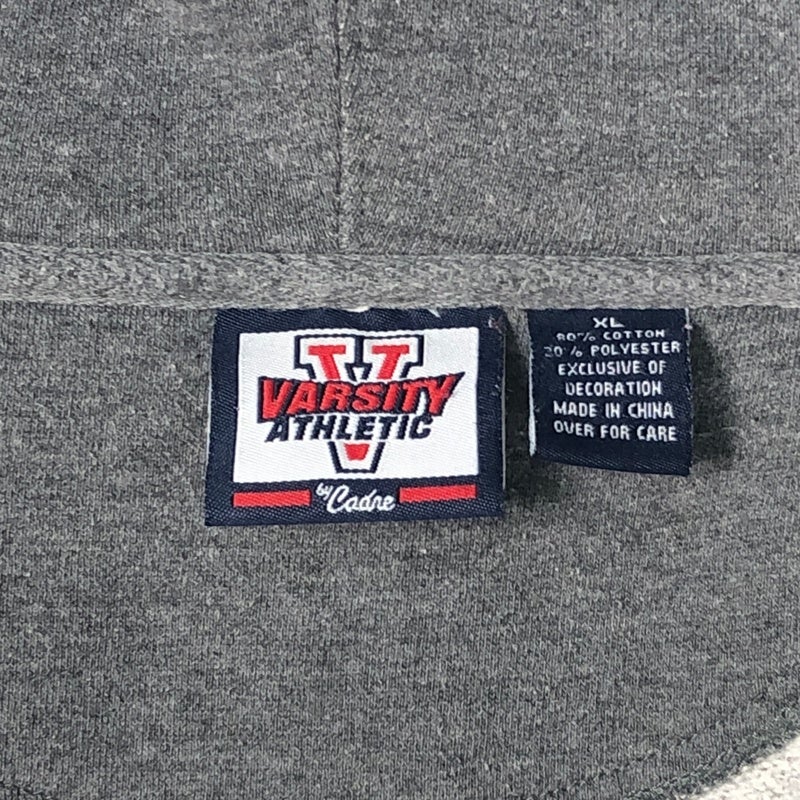 V
VARSITY
ATHLETIC
by Cadre
XL
80% COTTON
20% POLYESTER
EXCLUSIVE OF
DECORATION
MADE IN CHINA
OVER FOR CARE